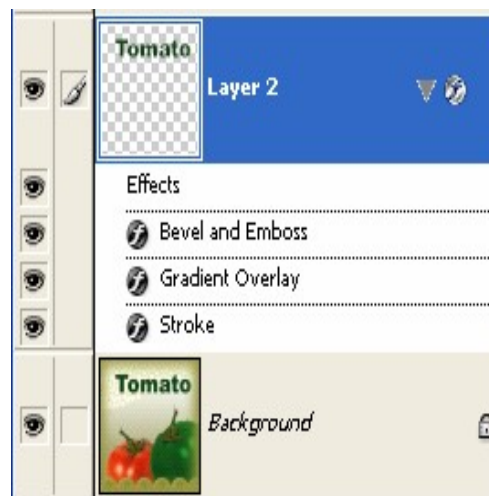 Tomato
Layer 2
Effects
Bevel and Emboss
Gradient Overlay
Stroke
Tomato
Background